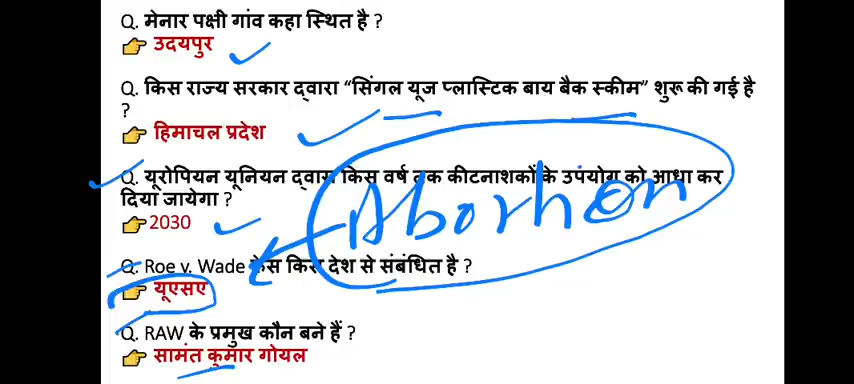 Q. मेनार पक्षी गांव कहा स्थित है ?
👉 उदयपुर
Q. किस राज्य सरकार द्वारा “सिंगल यूज प्लास्टिक बाय बैक स्कीम” शुरू की गई है
?
👉 हिमाचल प्रदेश
Q. यूरोपियन यूनियन द्वारा किस वर्ष तक कीटनाशकों के उपयोग को आधा कर
दिया जायेगा ?
👉2030
Abortion
Q. Roe v. Wade केस किस देश से संबंधित है ?
👉 यूएसए
Q. RAW के प्रमुख कौन बने हैं ?
👉 सामंत कुमार गोयल